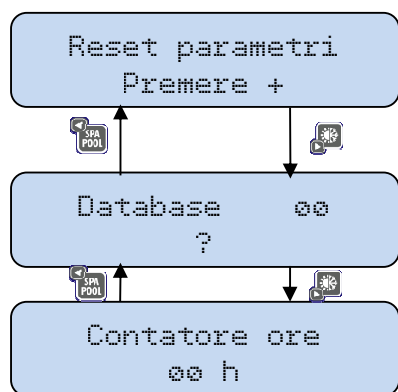 Reset parametri
Premere +
SPA
POOL
Database 00
?
SPA
POOL
Contatore ore
00 h